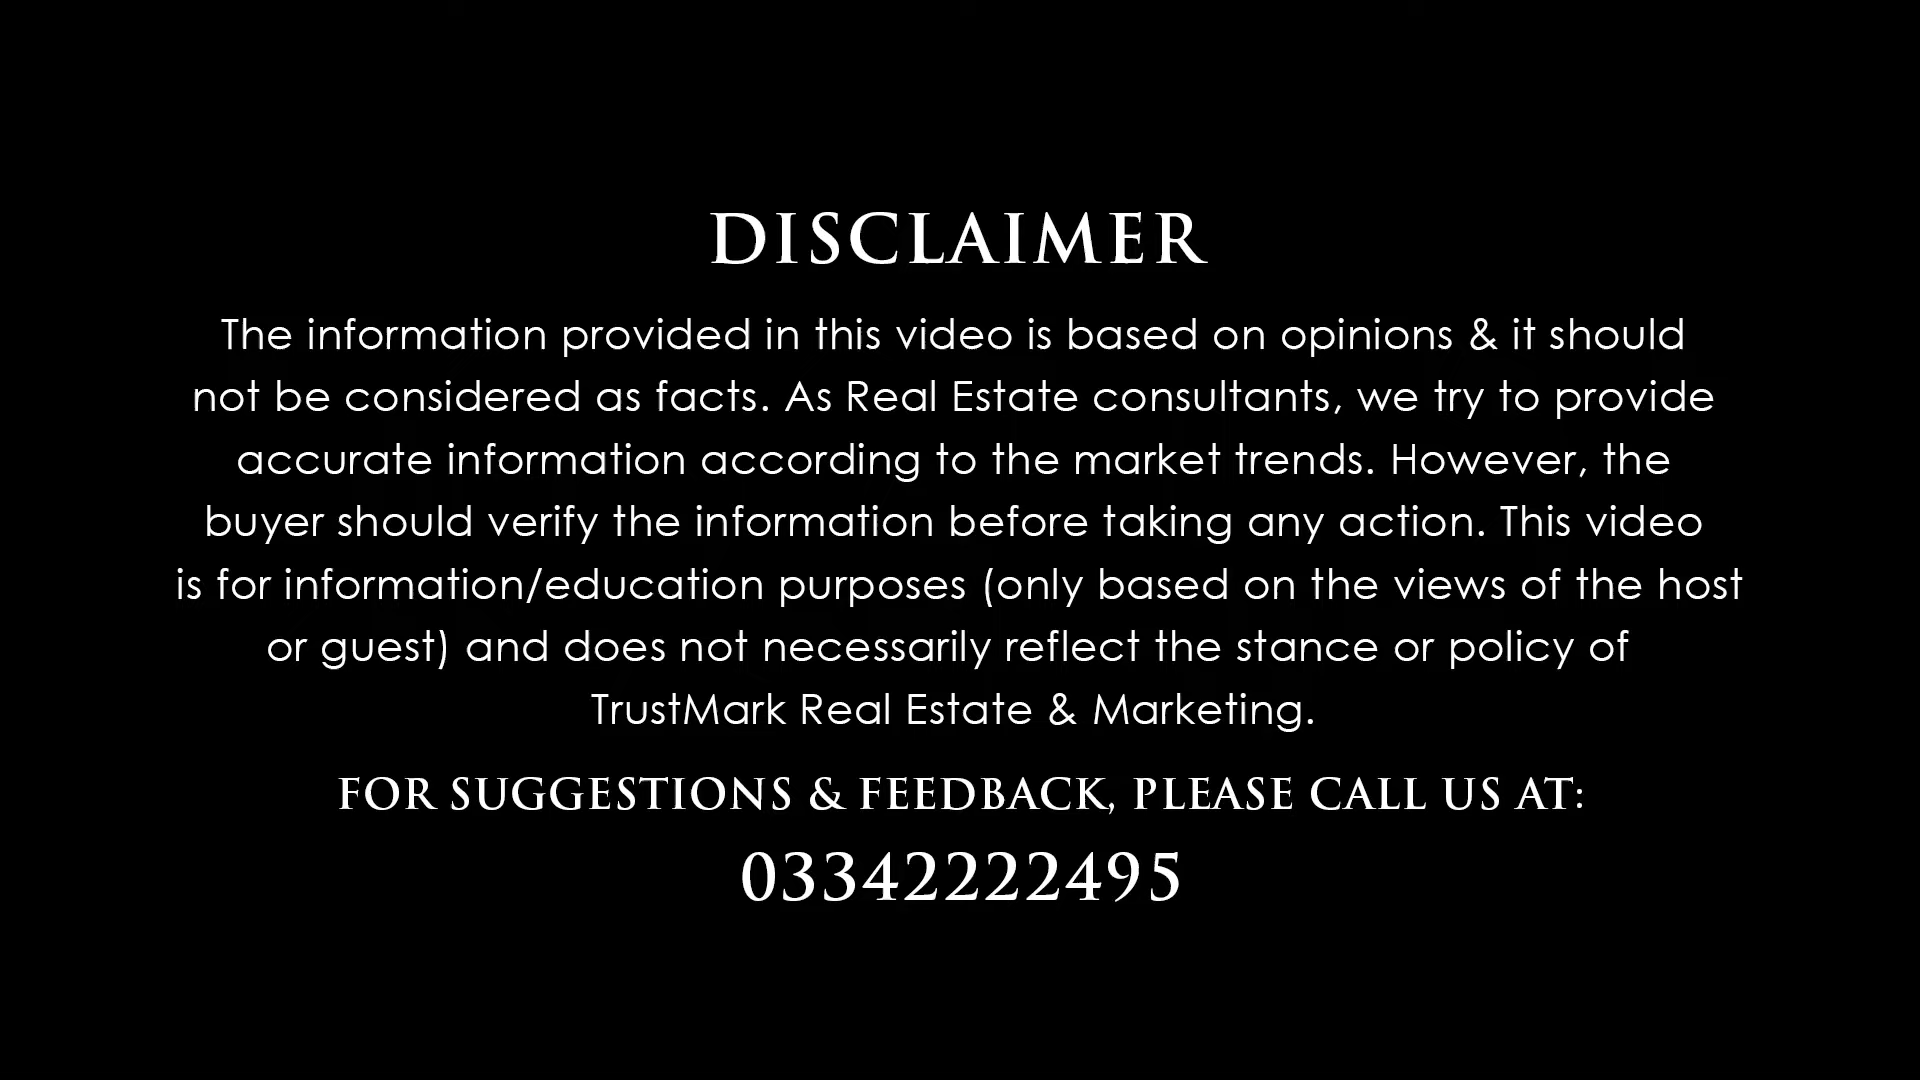 DISCLAIMER
The information provided in this video is based on opinions & it should
not be considered as facts. As Real Estate consultants, we try to provide
accurate information according to the market trends. However, the
buyer should verify the information before taking any action. This video
is for information/education purposes (only based on the views of the host
or guest) and does not necessarily reflect the stance or policy of
TrustMark Real Estate & Marketing.
FOR SUGGESTIONS & FEEDBACK, PLEASE CALL US AT:
03342222495